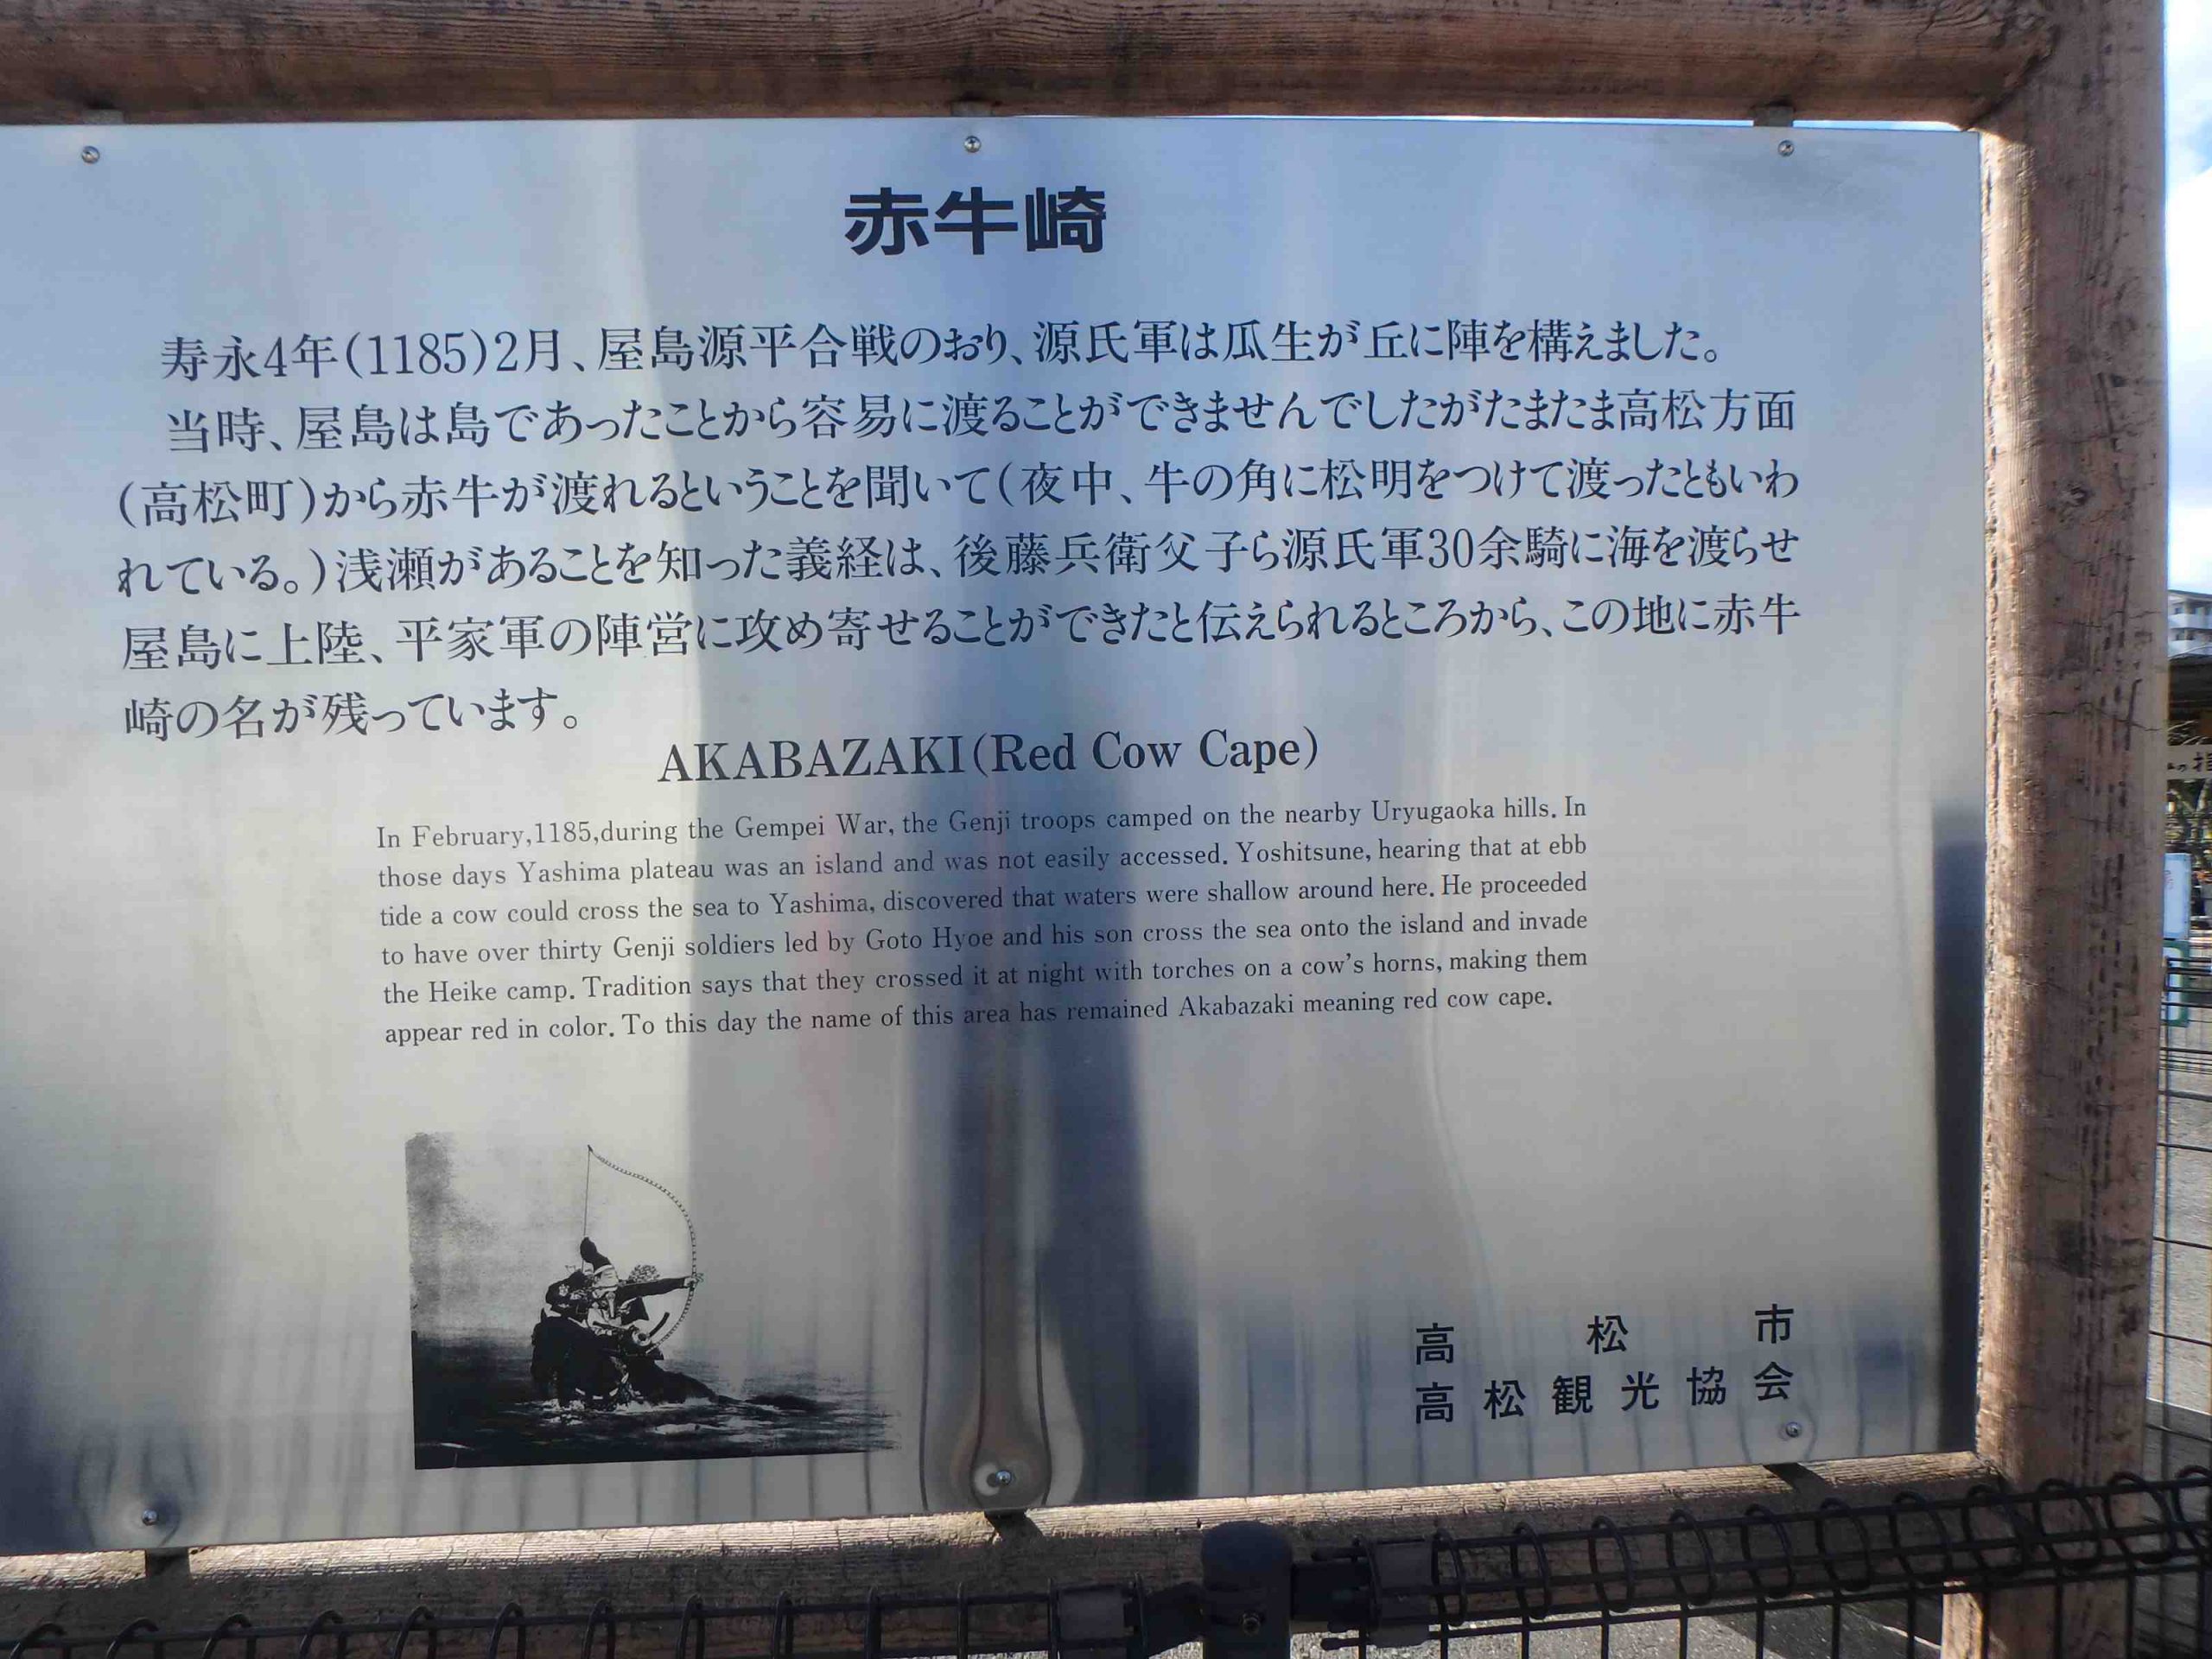 赤牛崎
寿永4年(1185)2月、屋島源平合戦のおり、源氏軍は瓜生が丘に陣を構えました。
当時、屋島は島であったことから容易に渡ることができませんでしたがたまたま高松方面
(高松町)から赤牛が渡れるということを聞いて(夜中、牛の角に松明をつけて渡ったともいわ
れている。)浅瀬があることを知った義経は、後藤兵衛父子ら源氏軍30余騎に海を渡らせ
屋島に上陸、平家軍の陣営に攻め寄せることができたと伝えられるところから、この地に赤牛
崎の名が残っています。
AKABAZAKI(Red Cow Cape)
In February,1185,during the Gempei War, the Genji troops camped on the nearby Uryugaoka hills. In
those days Yashima plateau was an island and was not easily accessed. Yoshitsune, hearing that at ebb
tide a cow could cross the sea to Yashima, discovered that waters were shallow around here. He proceeded
to have over thirty Genji soldiers led by Goto Hyoe and his son cross the sea onto the island and invade
the Heike camp. Tradition says that they crossed it at night with torches on a cow's horns, making them
appear red in color. To this day the name of this area has remained Akabazaki meaning red cow cape.
高松市
高松観光協会